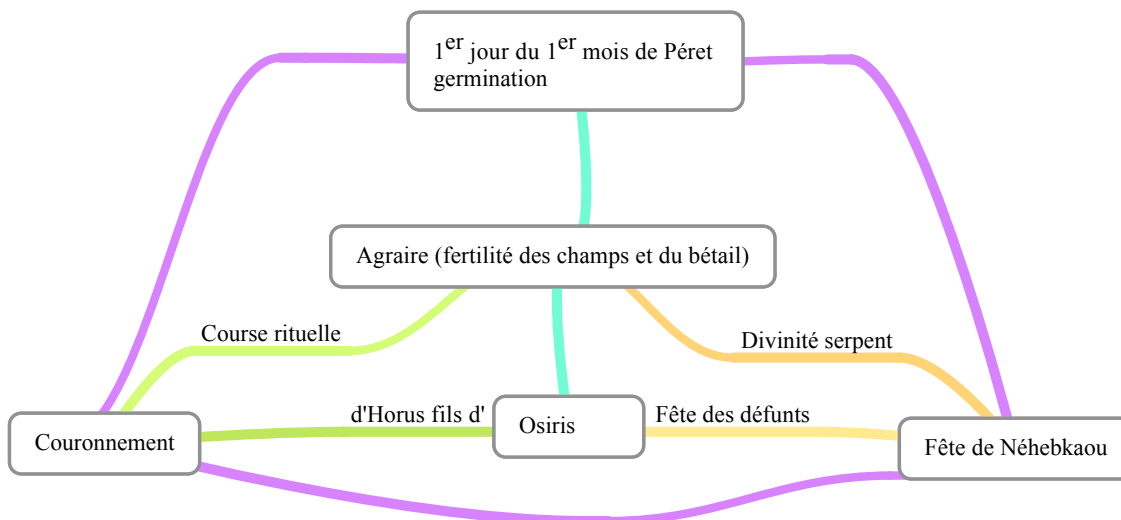 1er jour du 1er mois de Péret
germination
Agraire (fertilité des champs et du bétail)
Course rituelle
Divinité serpent
d'Horus fils d'
Osiris
Fête des défunts
Couronnement
Fête de Néhebkaou